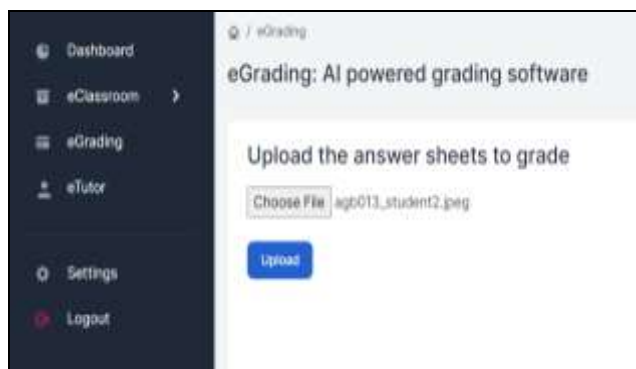 Dashboard
eClassroom
eGrading
eTutor
Settings
Logout
/ eGrading
eGrading: AI powered grading software
Upload the answer sheets to grade
Choose File agb013_student2.jpeg
Upload